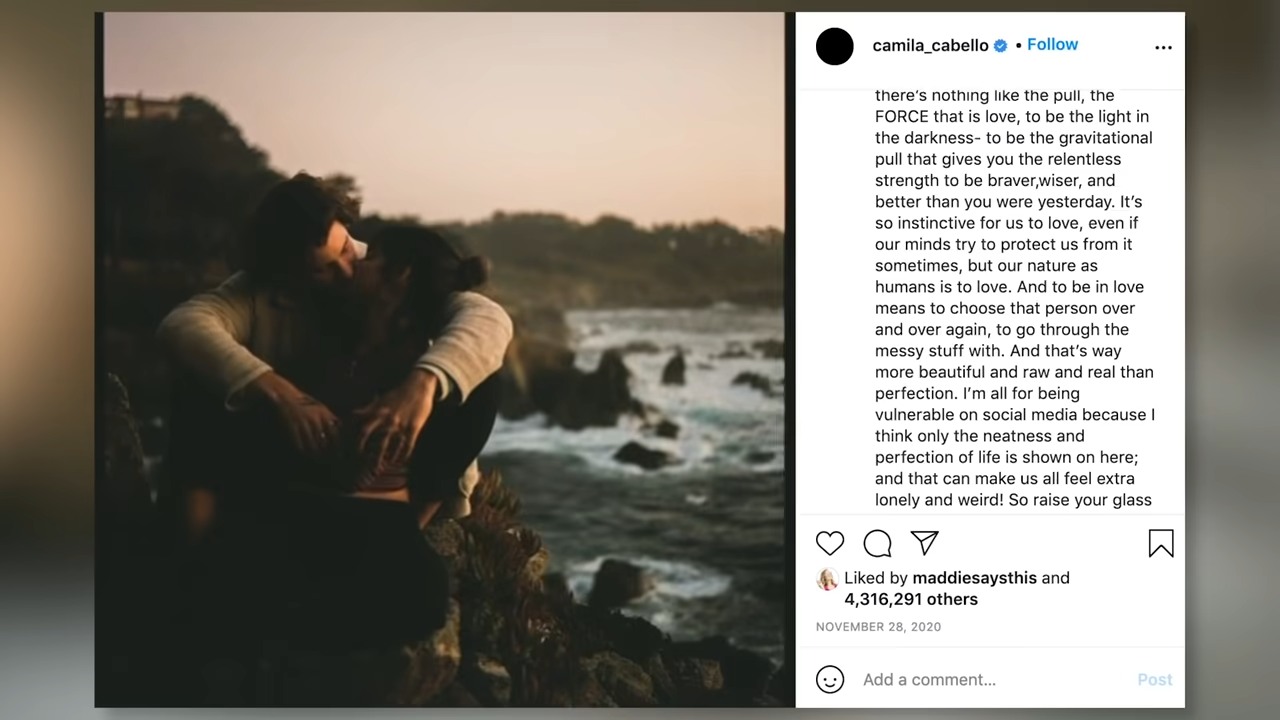 camila_cabello • Follow
there's nothing like the pull, the
FORCE that is love, to be the light in
the darkness- to be the gravitational
pull that gives you the relentless
strength to be braver,wiser, and
better than you were yesterday. It's
so instinctive for us to love, even if
our minds try to protect us from it
sometimes, but our nature as
humans is to love. And to be in love
means to choose that person over
and over again, to go through the
messy stuff with. And that's way
more beautiful and raw and real than
perfection. I'm all for being
vulnerable on social media because I
think only the neatness and
perfection of life is shown on here;
and that can make us all feel extra
lonely and weird! So raise your glass
Liked by maddiesaysthis and
4,316,291 others
NOVEMBER 28, 2020
Add a comment... Post